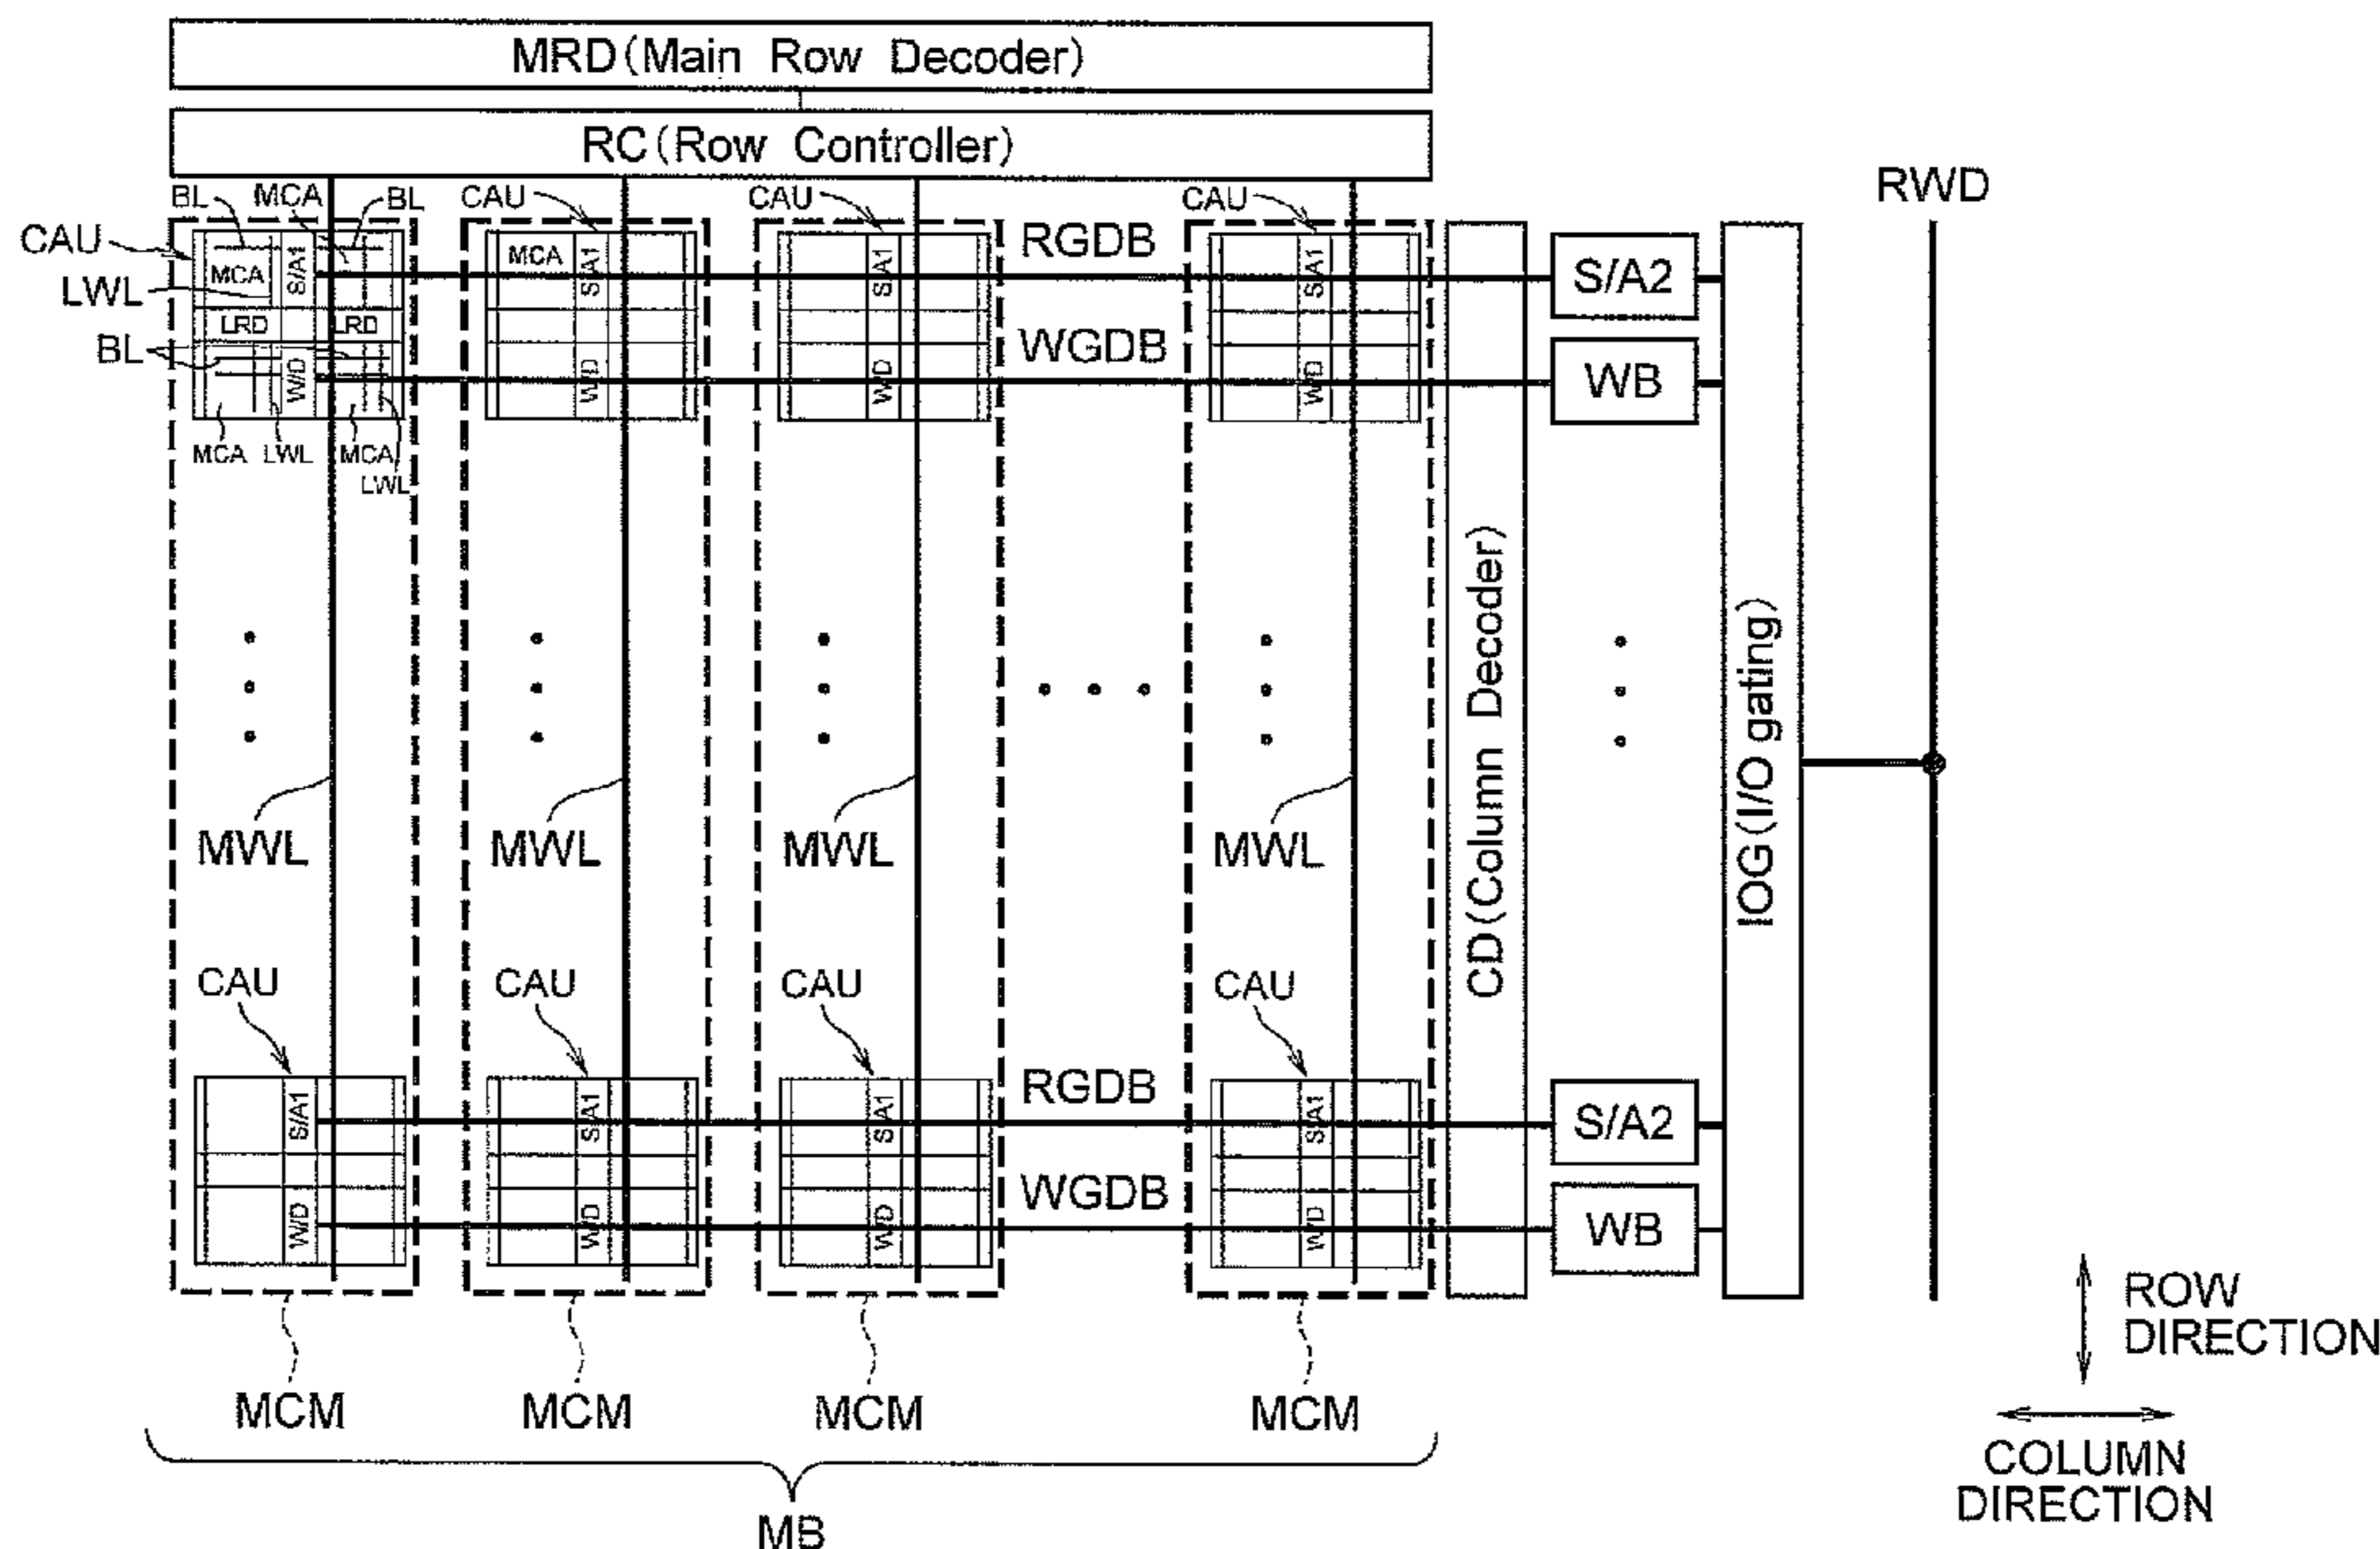 MRD(Main Row Decoder)
RC(Row Controller)
RWD
BL MCA BL CAU CAU CAU
CAU
MCA S/A1 MCA S/A1 S/A1 RGDB S/A1 S/A2
LWL
LRD LRD
BL W/D W/D W/D WGDB W/D WB
MCA LWL MCA LWL
CD(Column Decoder)
IOG(I/O gating)
MWL MWL MWL MWL
CAU CAU CAU CAU
S/A1 S/A1 S/A1 RGDB S/A1 S/A2
W/D W/D W/D WGDB W/D WB
MCM MCM MCM MCM
MB
ROW
DIRECTION
COLUMN
DIRECTION